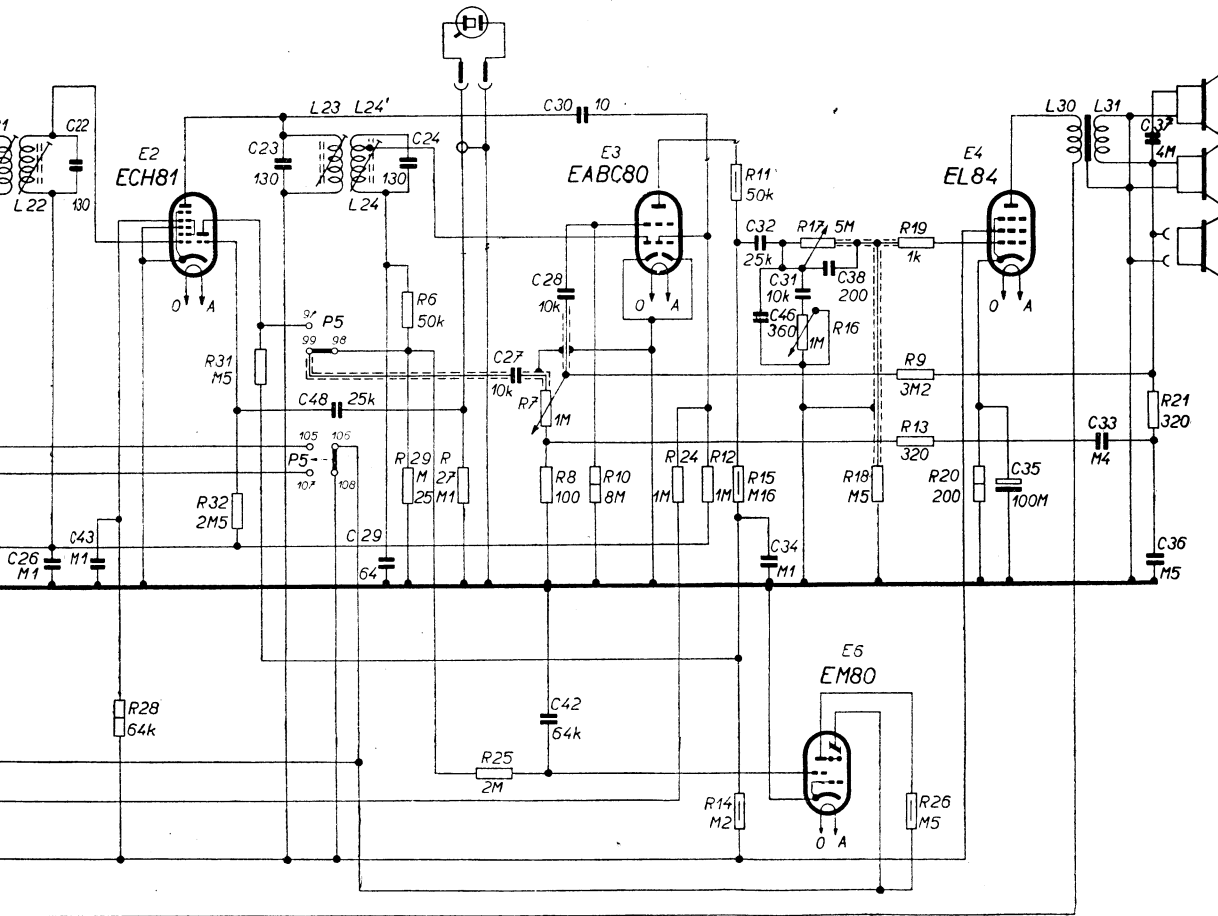 C30 10
L23 L24'
C22
130
L22
E2
ECH81
C23
130
C24
130
L24
E3
EABC80
R11
50k
C32
25k
R17 5M
R19
1k
E4
EL84
L30 L31
C37
4M
O A
O A
O A
C28
10k
C31
10k
C38
200
C46
360
1M
R16
R6
50k
P5
99 98
R31
M5
C27
10k
R7
1M
R9
3M2
C48 25k
R21
320
105 106
P5
107 108
R13
320
C33
M4
R29
M
25
R
27
M1
R8
100
R10
8M
R24
1M
R12
1M
R15
M16
R18
M5
R20
200
C35
100M
R32
2M5
C26
M1
C43
M1
C29
64
C34
M1
C36
M5
R28
64k
C42
64k
E6
EM80
R25
2M
R14
M2
R26
M5
O A